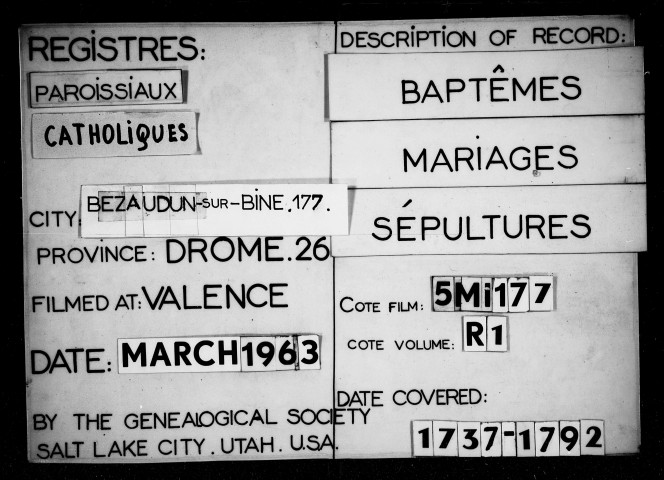 REGISTRES:
PAROISSIAUX
CATHOLIQUES
CITY. BEZAUDUN-SUR-BINE.177.
PROVINCE: DROME.26
FILMED AT: VALENCE
DATE: MARCH 1963
BY THE GENEALOGICAL SOCIETY
SALT LAKE CITY. UTAH. U.S.A.
DESCRIPTION OF RECORD:
BAPTÊMES
MARIAGES
SÉPULTURES
COTE FILM: 5Mi177
COTE VOLUME: R1
DATE COVERED:
1737-1792